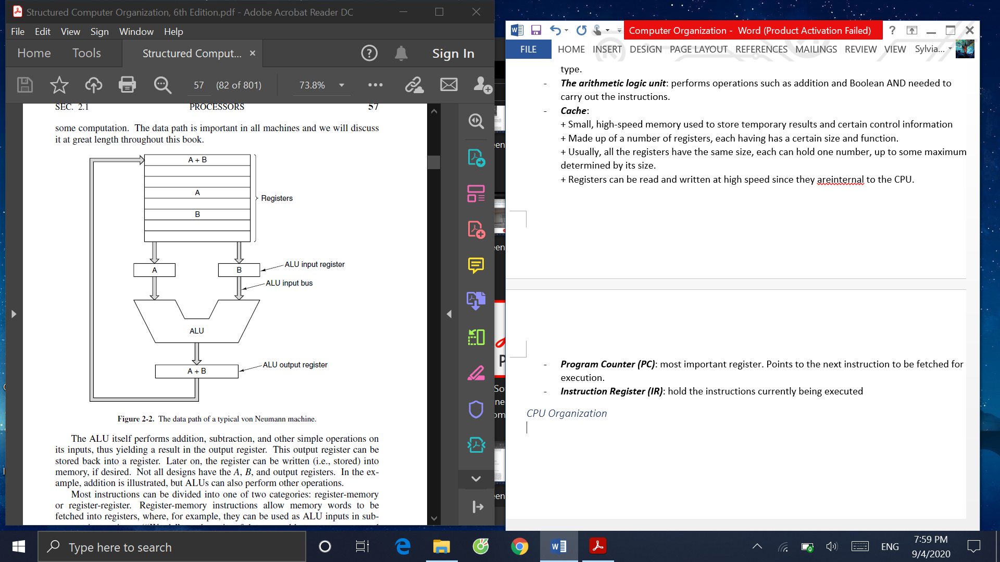 Structured Computer Organization, 6th Edition.pdf - Adobe Acrobat Reader DC
File Edit View Sign Window Help
Home Tools Structured Comput... × ? Sign In
57 (82 of 801) 73.8%
SEC. 2.1 PROCESSORS 57
some computation. The data path is important in all machines and we will discuss
it at great length throughout this book.
A + B
A
B
Registers
A
B
ALU input register
ALU input bus
ALU
A + B
ALU output register
Figure 2-2. The data path of a typical von Neumann machine.
The ALU itself performs addition, subtraction, and other simple operations on
its inputs, thus yielding a result in the output register. This output register can be
stored back into a register. Later on, the register can be written (i.e., stored) into
memory, if desired. Not all designs have the A, B, and output registers. In the ex-
ample, addition is illustrated, but ALUs can also perform other operations.
Most instructions can be divided into one of two categories: register-memory
or register-register. Register-memory instructions allow memory words to be
fetched into registers, where, for example, they can be used as ALU inputs in sub-
een
een
P
So
ne
om
een
Computer Organization - Word (Product Activation Failed) ?
FILE HOME INSERT DESIGN PAGE LAYOUT REFERENCES MAILINGS REVIEW VIEW Sylvia...
type.
- The arithmetic logic unit: performs operations such as addition and Boolean AND needed to
carry out the instructions.
- Cache:
+ Small, high-speed memory used to store temporary results and certain control information
+ Made up of a number of registers, each having has a certain size and function.
+ Usually, all the registers have the same size, each can hold one number, up to some maximum
determined by its size.
+ Registers can be read and written at high speed since they areinternal to the CPU.
- Program Counter (PC): most important register. Points to the next instruction to be fetched for
execution.
- Instruction Register (IR): hold the instructions currently being executed
CPU Organization
Type here to search
ENG
7:59 PM
9/4/2020